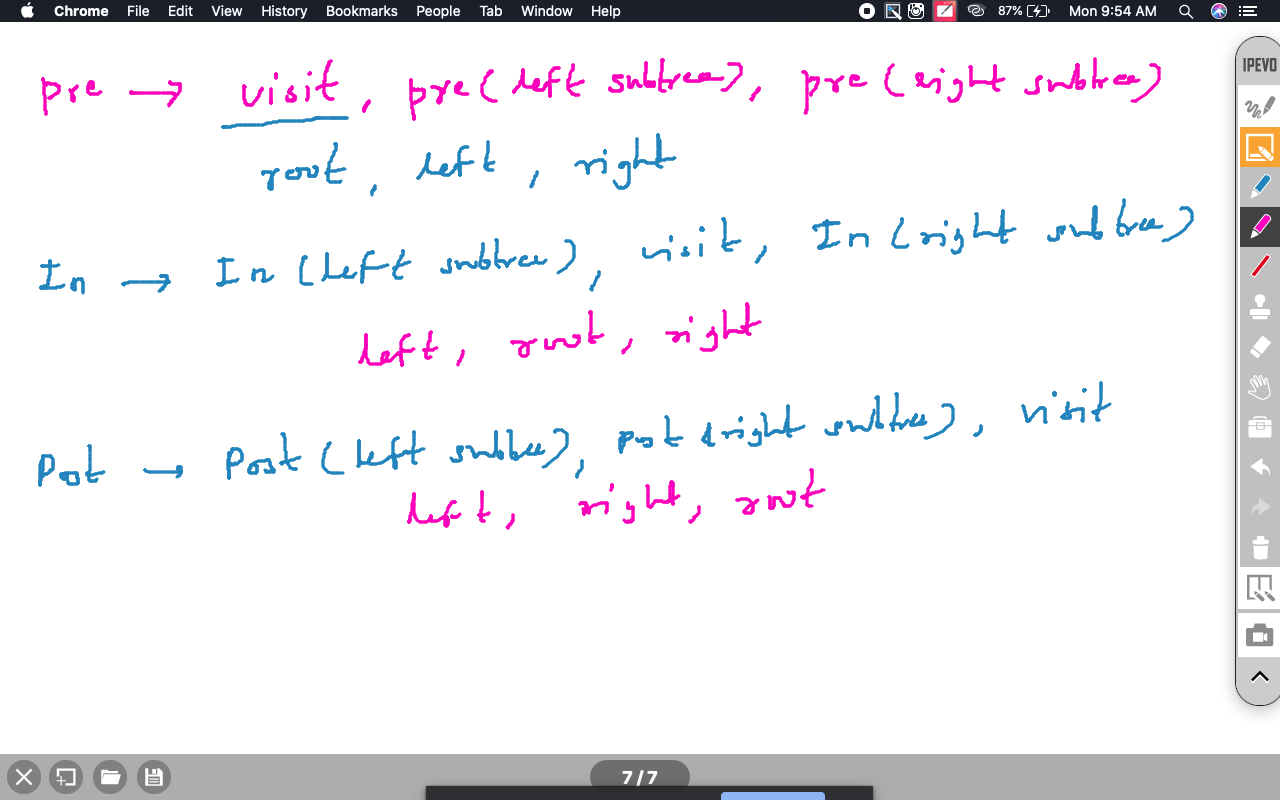 Chrome File Edit View History Bookmarks People Tab Window Help 87% Mon 9:54 AM
IPEVO
pre → visit, pre(left subtree), pre(right subtree)
root, left, right
In → In (left subtree), visit, In (right subtree)
left, root, right
Post → Post (left subtree), post (right subtree), visit
left, right, root
7/7